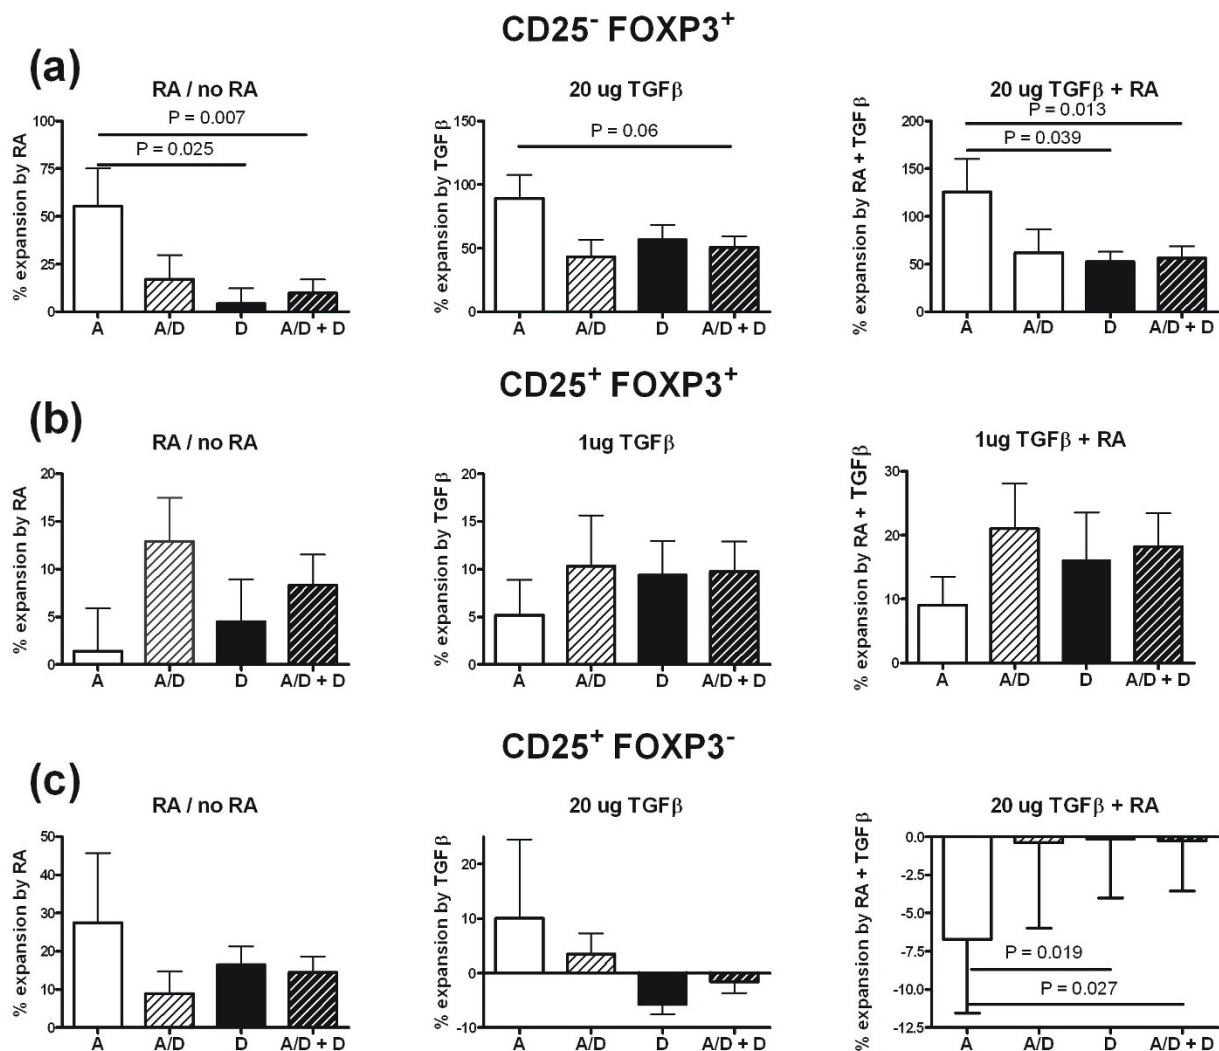 CD25⁻ FOXP3⁺
(a)
RA / no RA
20 ug TGFβ
20 ug TGFβ + RA
% expansion by RA
100
75
50
25
0
P = 0.007
P = 0.025
A A/D D A/D + D
% expansion by TGFβ
150
100
50
0
P = 0.06
A A/D D A/D + D
% expansion by RA + TGFβ
200
150
100
50
0
P = 0.013
P = 0.039
A A/D D A/D + D
CD25⁺ FOXP3⁺
(b)
RA / no RA
1ug TGFβ
1ug TGFβ + RA
% expansion by RA
20
15
10
5
0
A A/D D A/D + D
% expansion by TGFβ
20
15
10
5
0
A A/D D A/D + D
% expansion by RA + TGFβ
30
20
10
0
A A/D D A/D + D
CD25⁺ FOXP3⁻
(c)
RA / no RA
20 ug TGFβ
20 ug TGFβ + RA
% expansion by RA
50
40
30
20
10
0
A A/D D A/D + D
% expansion by TGFβ
20
10
0
-10
A A/D D A/D + D
% expansion by RA + TGFβ
0.0
-2.5
-5.0
-7.5
-10.0
-12.5
P = 0.019
P = 0.027
A A/D D A/D + D